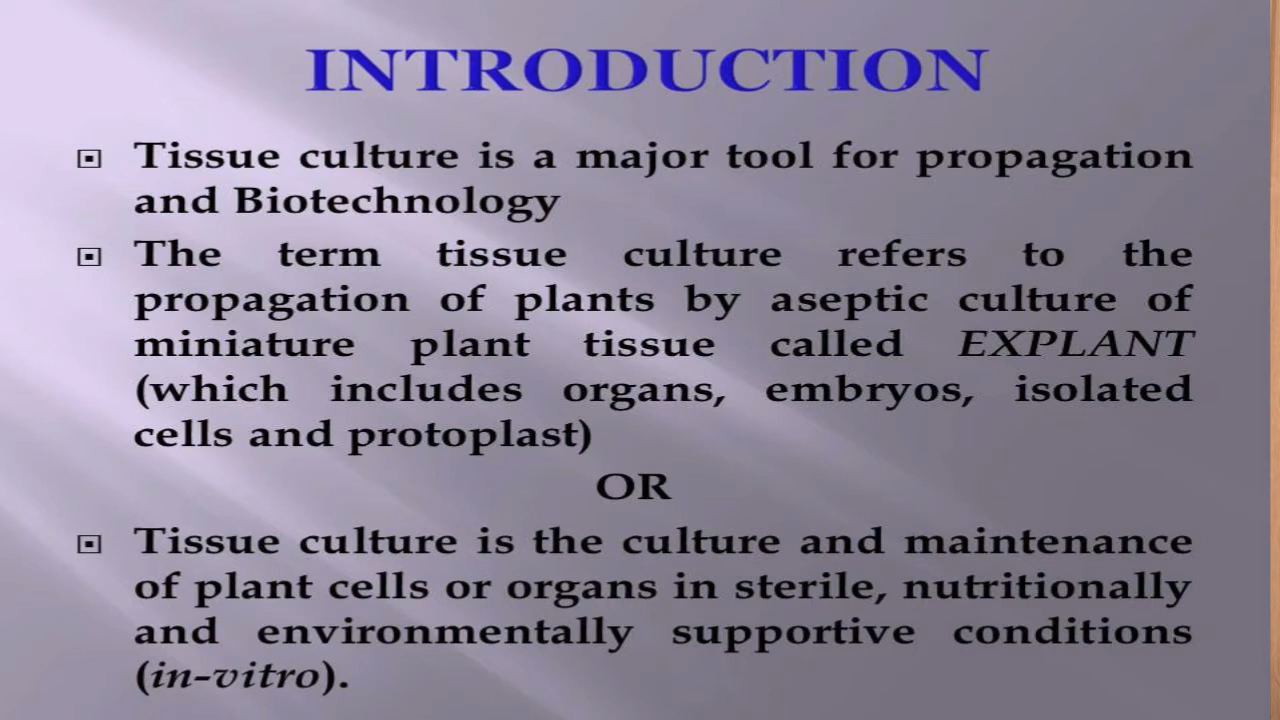 INTRODUCTION
Tissue culture is a major tool for propagation
and Biotechnology
The term tissue culture refers to the
propagation of plants by aseptic culture of
miniature plant tissue called EXPLANT
(which includes organs, embryos, isolated
cells and protoplast)
OR
Tissue culture is the culture and maintenance
of plant cells or organs in sterile, nutritionally
and environmentally supportive conditions
(in-vitro).